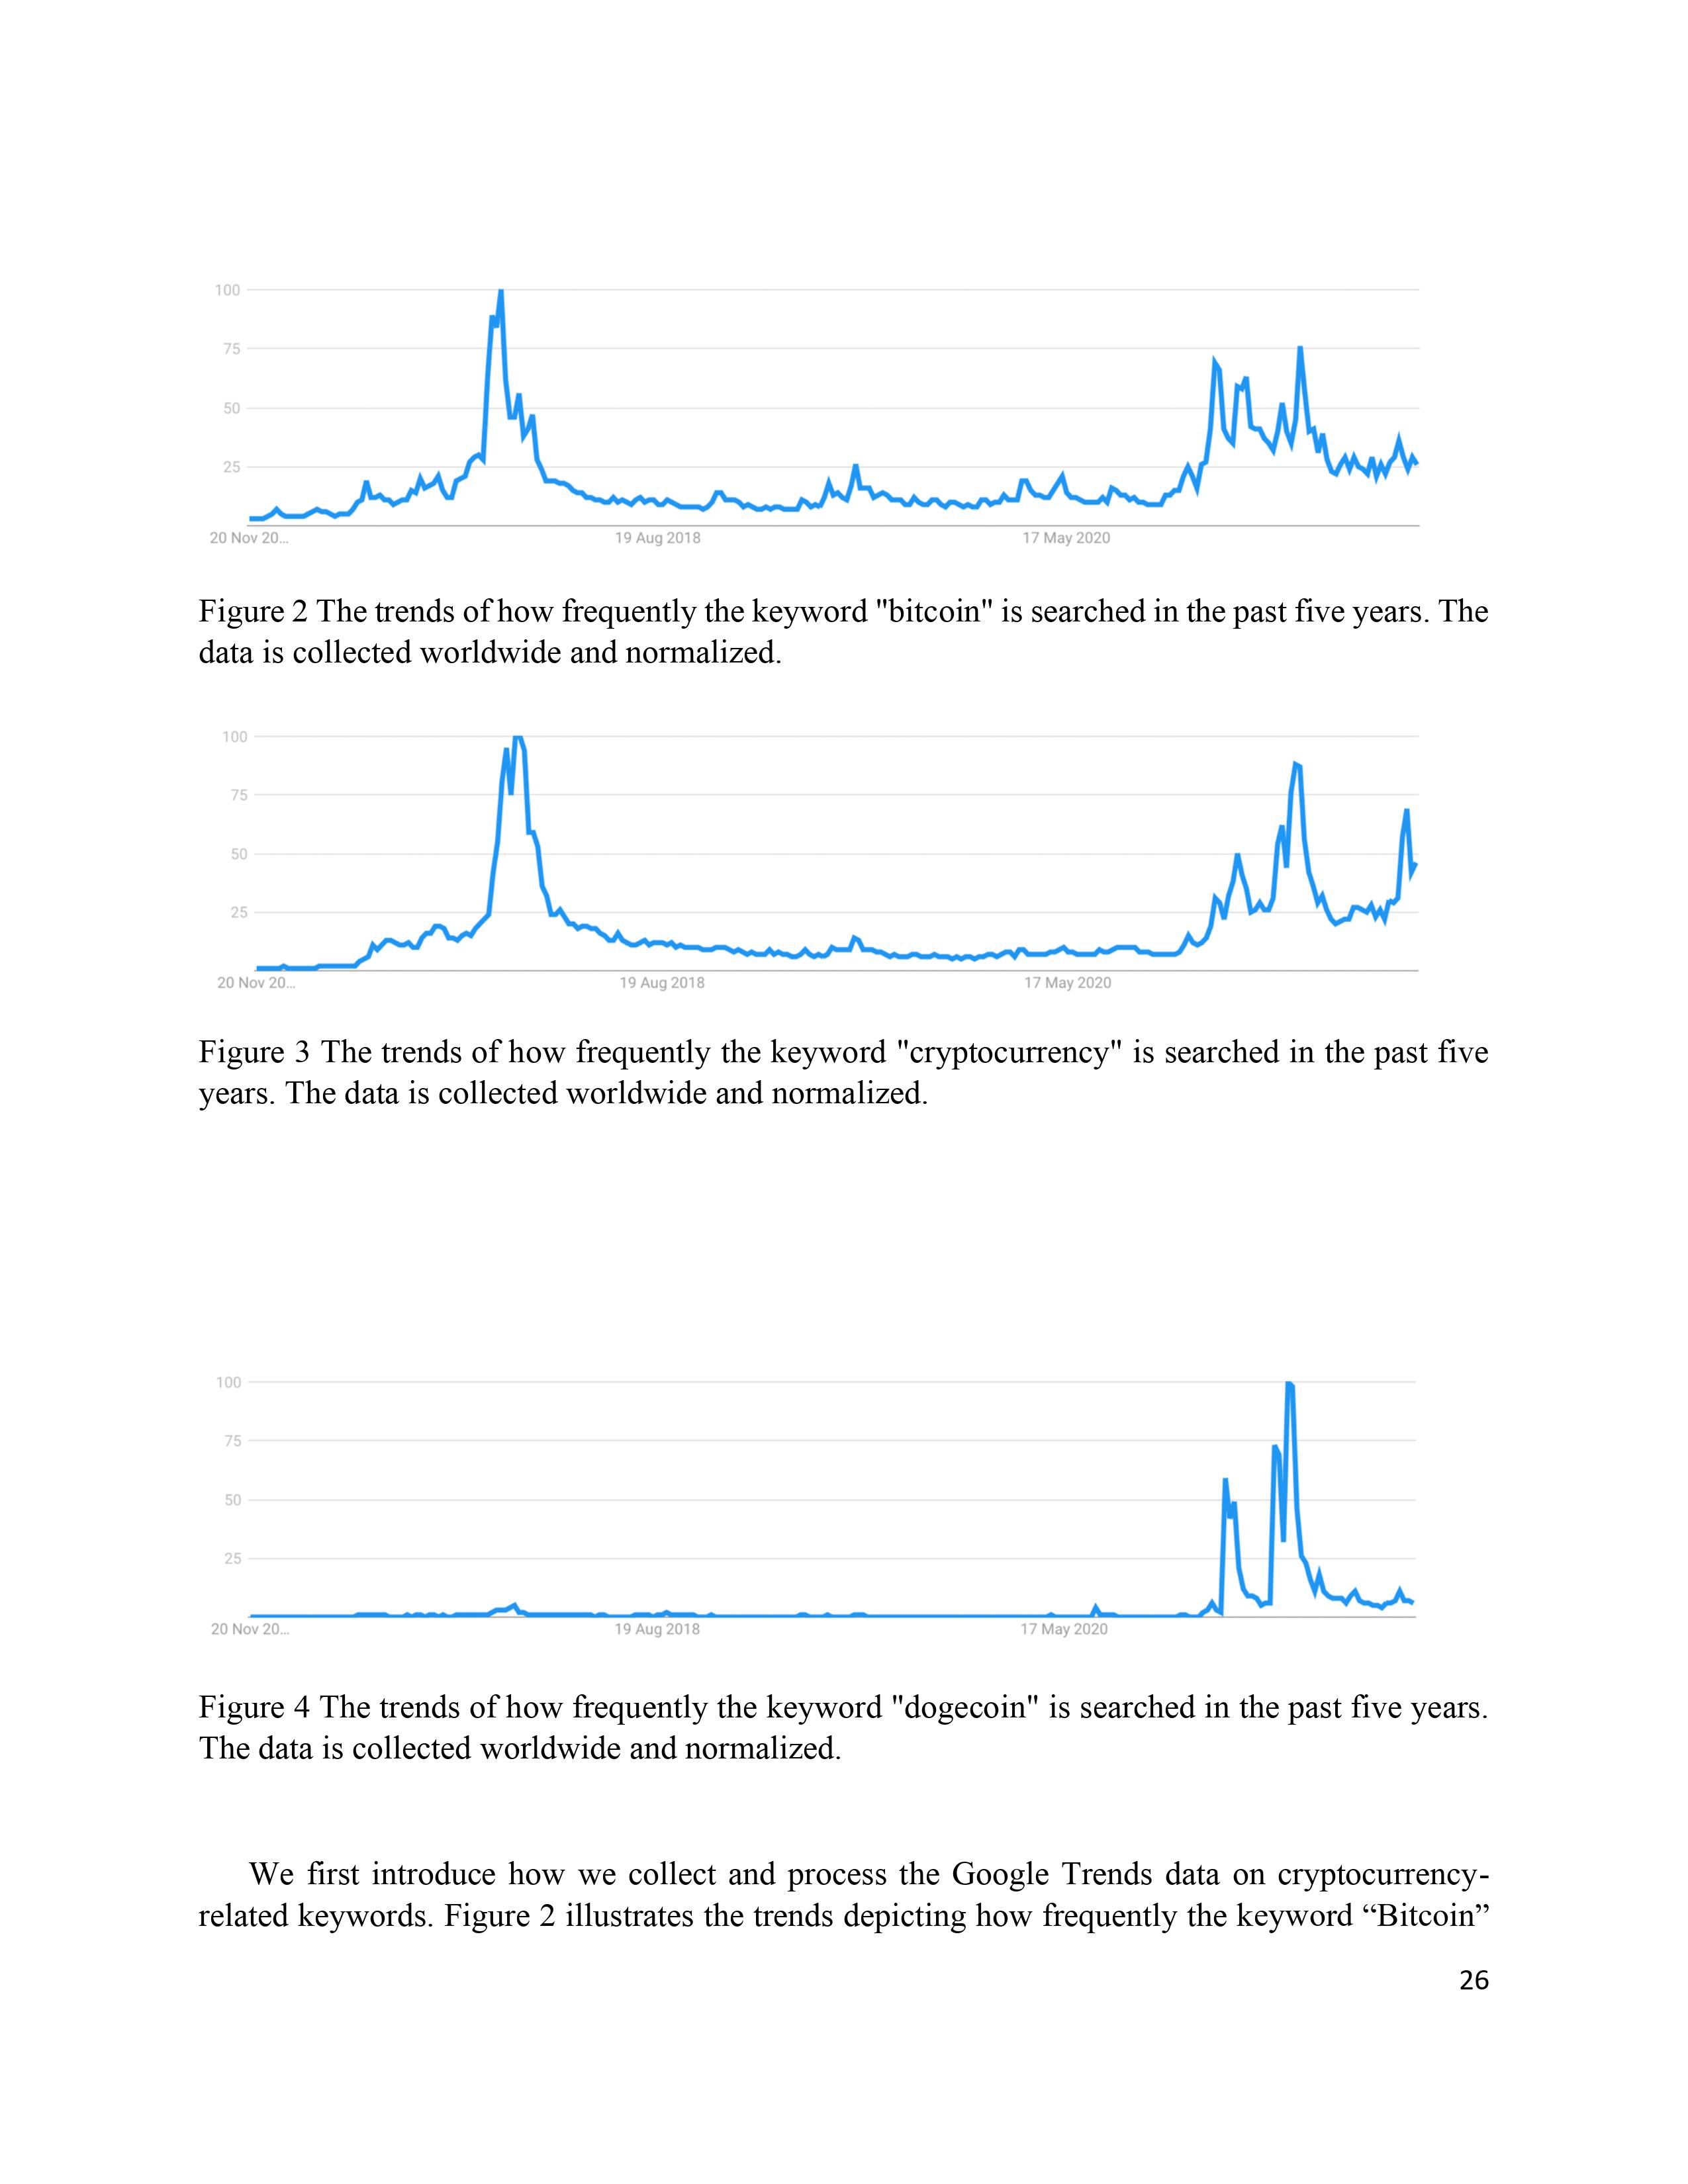 100
75
50
25
20 Nov 20...
19 Aug 2018
17 May 2020
Figure 2 The trends of how frequently the keyword "bitcoin" is searched in the past five years. The
data is collected worldwide and normalized.
100
75
50
25
20 Nov 20...
19 Aug 2018
17 May 2020
Figure 3 The trends of how frequently the keyword "cryptocurrency" is searched in the past five
years. The data is collected worldwide and normalized.
100
75
50
25
20 Nov 20...
19 Aug 2018
17 May 2020
Figure 4 The trends of how frequently the keyword "dogecoin" is searched in the past five years.
The data is collected worldwide and normalized.
We first introduce how we collect and process the Google Trends data on cryptocurrency-
related keywords. Figure 2 illustrates the trends depicting how frequently the keyword “Bitcoin”
26